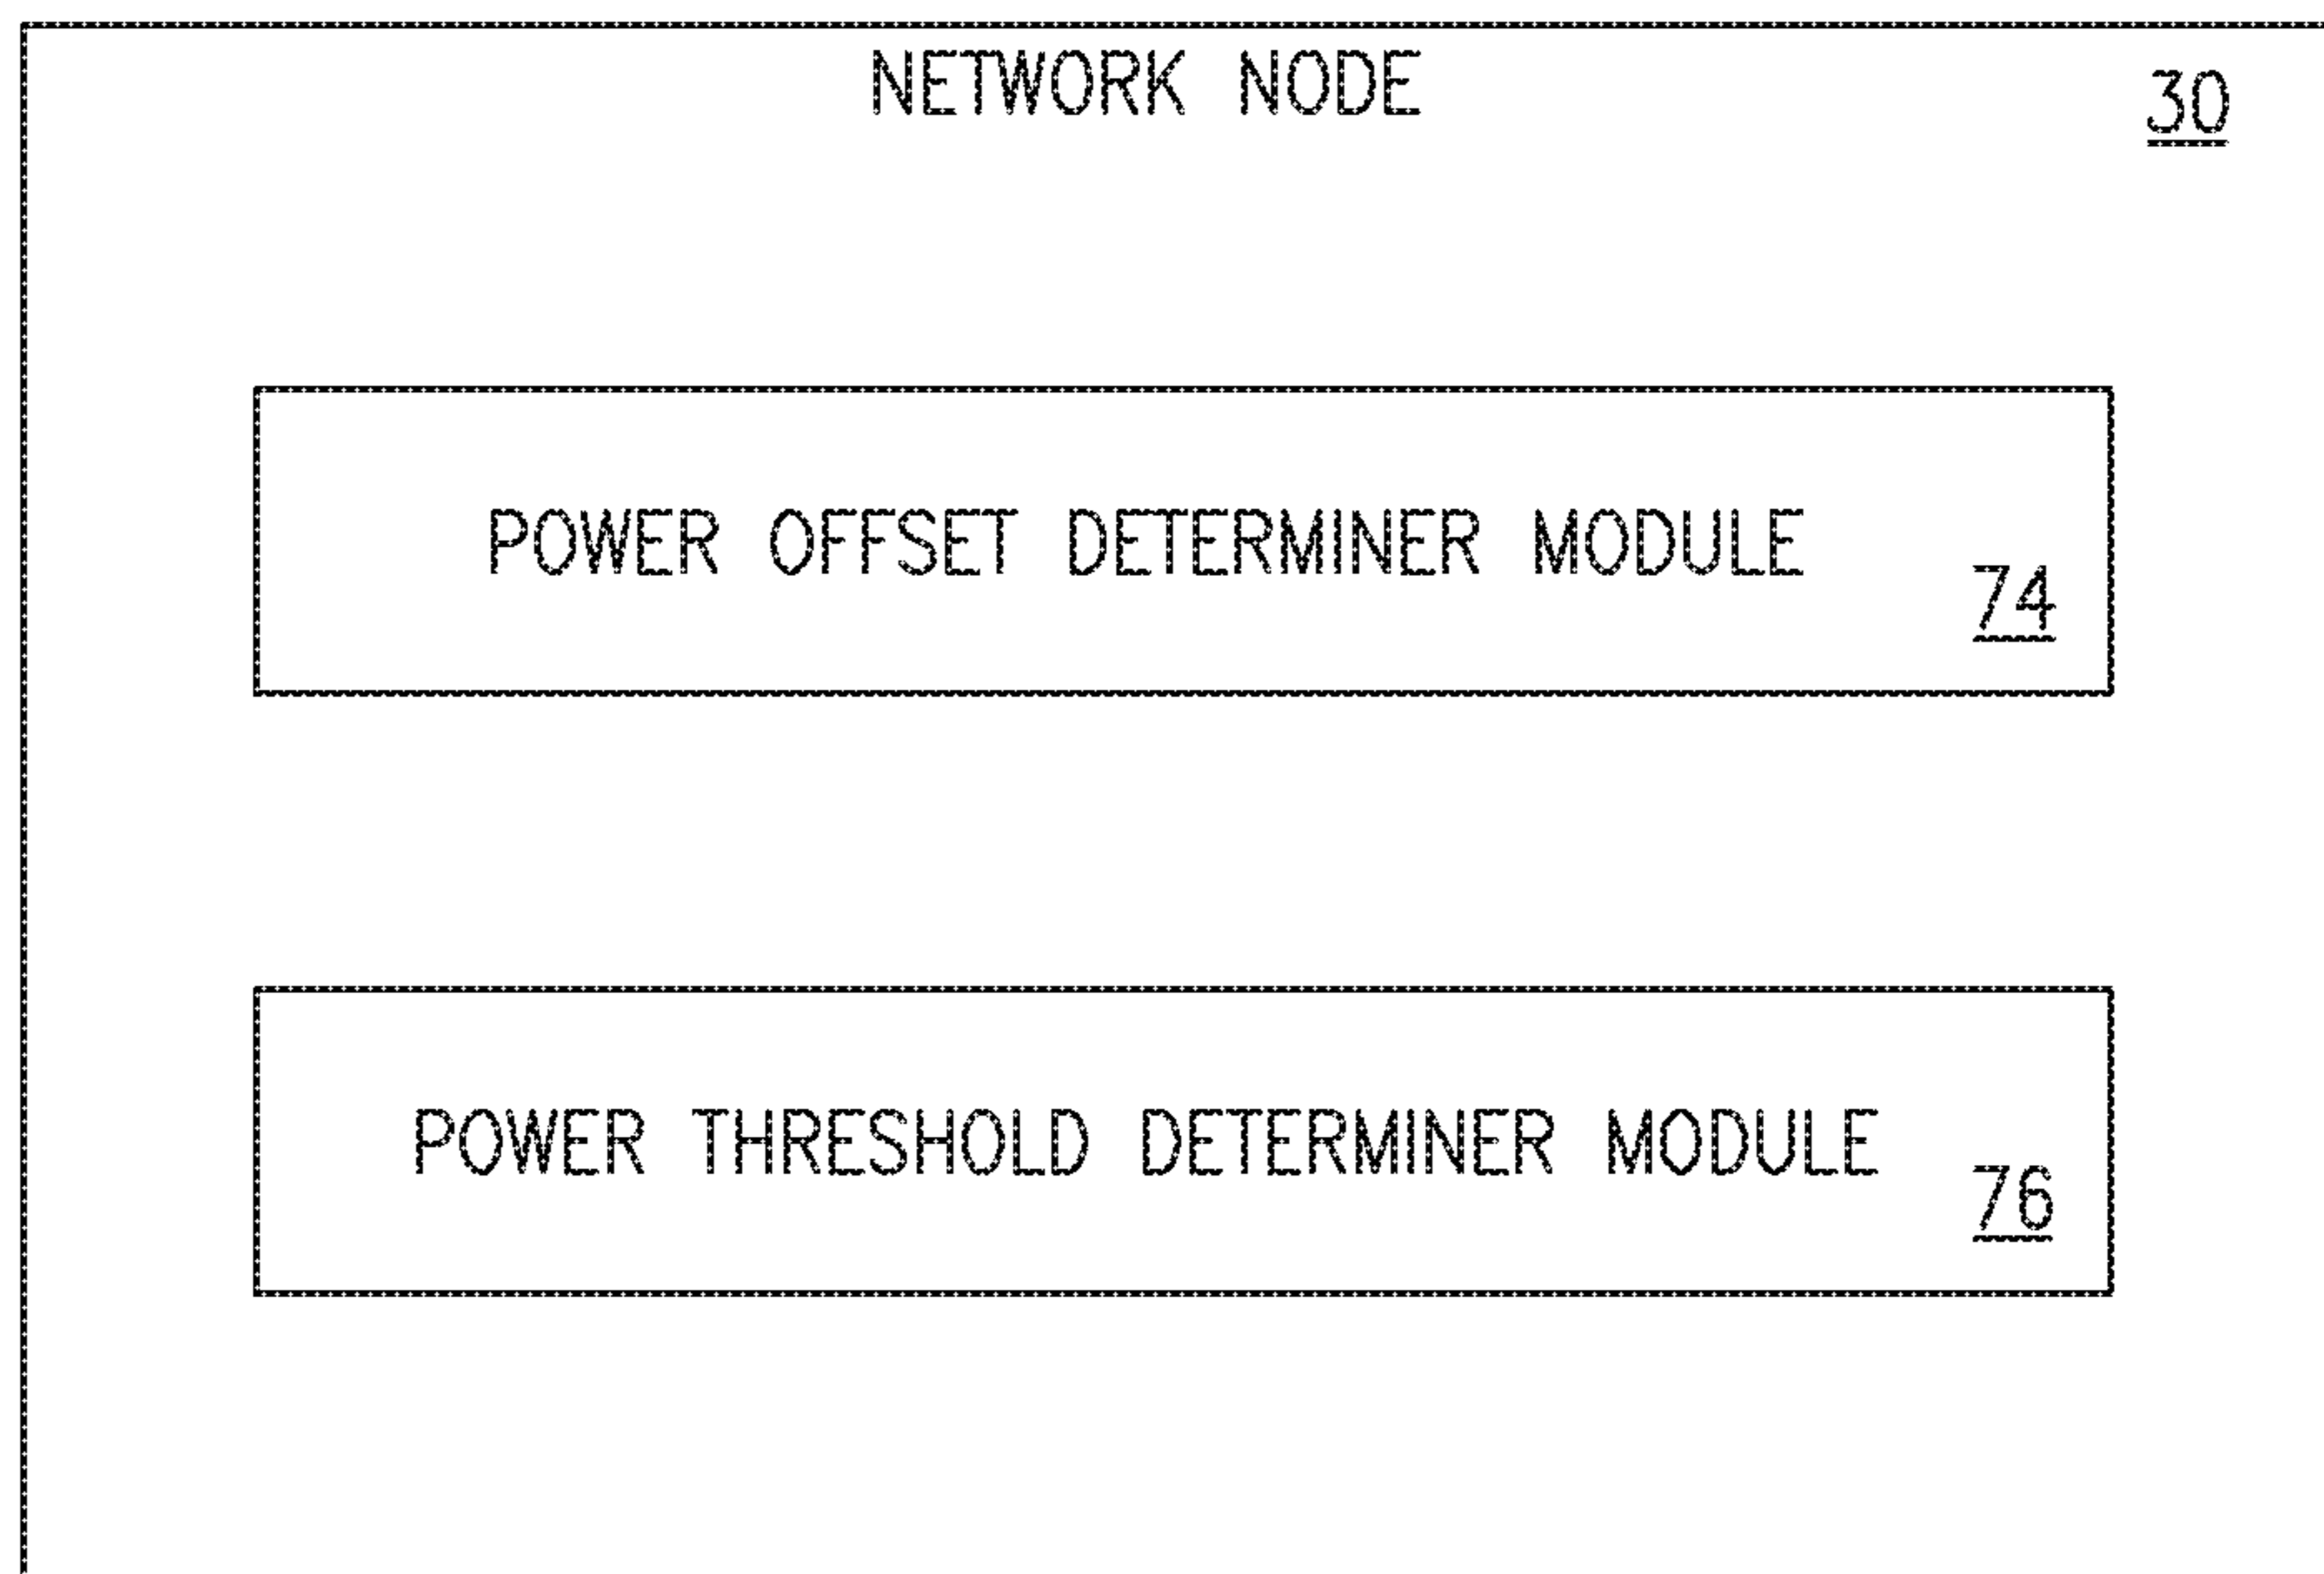 NETWORK NODE
30
POWER OFFSET DETERMINER MODULE
74
POWER THRESHOLD DETERMINER MODULE
76